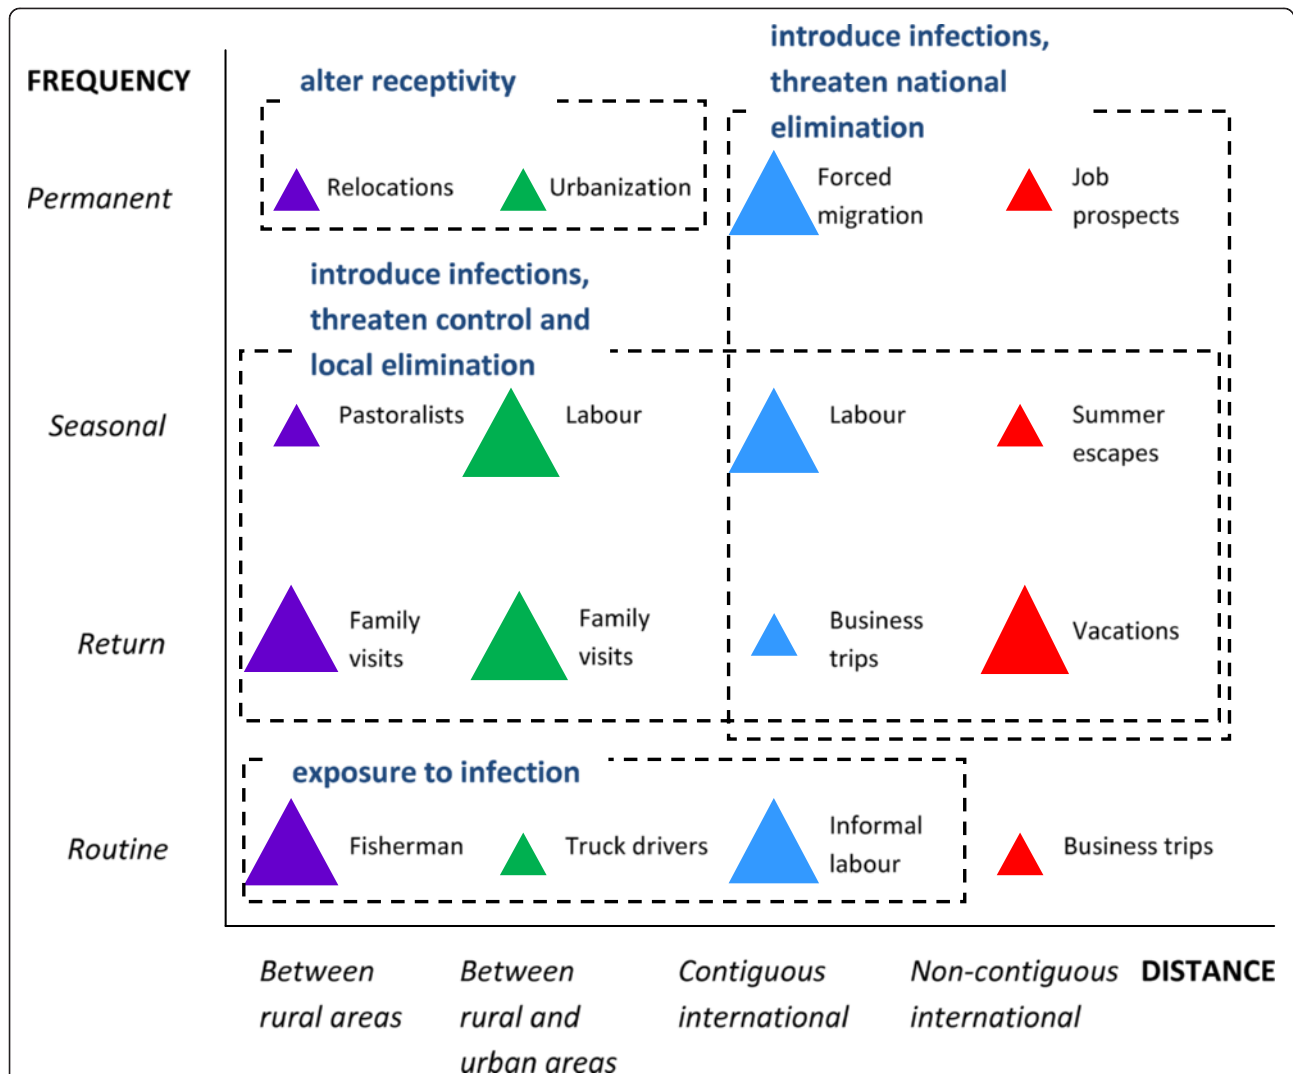 introduce infections,
threaten national
elimination
FREQUENCY
alter receptivity
Permanent
Relocations
Urbanization
Forced
migration
Job
prospects
introduce infections,
threaten control and
local elimination
Seasonal
Pastoralists
Labour
Labour
Summer
escapes
Return
Family
visits
Family
visits
Business
trips
Vacations
exposure to infection
Routine
Fisherman
Truck drivers
Informal
labour
Business trips
Between
rural areas
Between
rural and
urban areas
Contiguous
international
Non-contiguous
international
DISTANCE